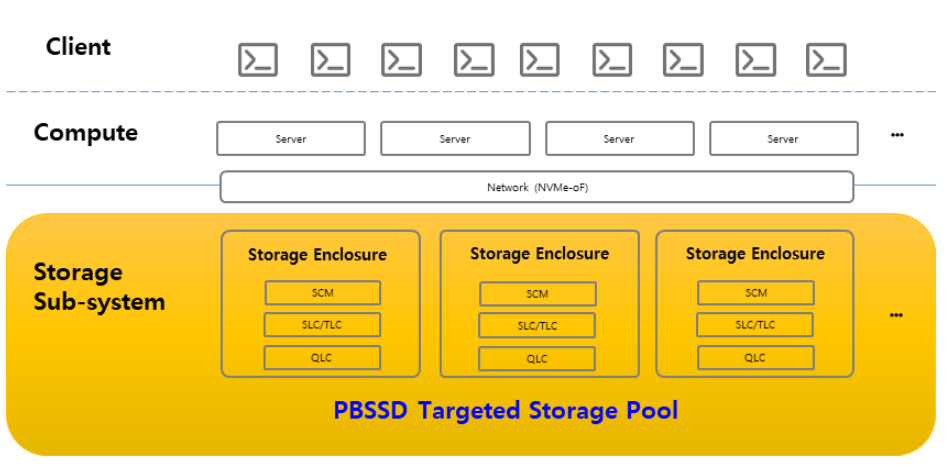 Client
Compute
Server
Server
Server
Server
...
Network (NVMe-oF)
Storage
Sub-system
Storage Enclosure
SCM
SLC/TLC
QLC
Storage Enclosure
SCM
SLC/TLC
QLC
Storage Enclosure
SCM
SLC/TLC
QLC
...
PBSSD Targeted Storage Pool